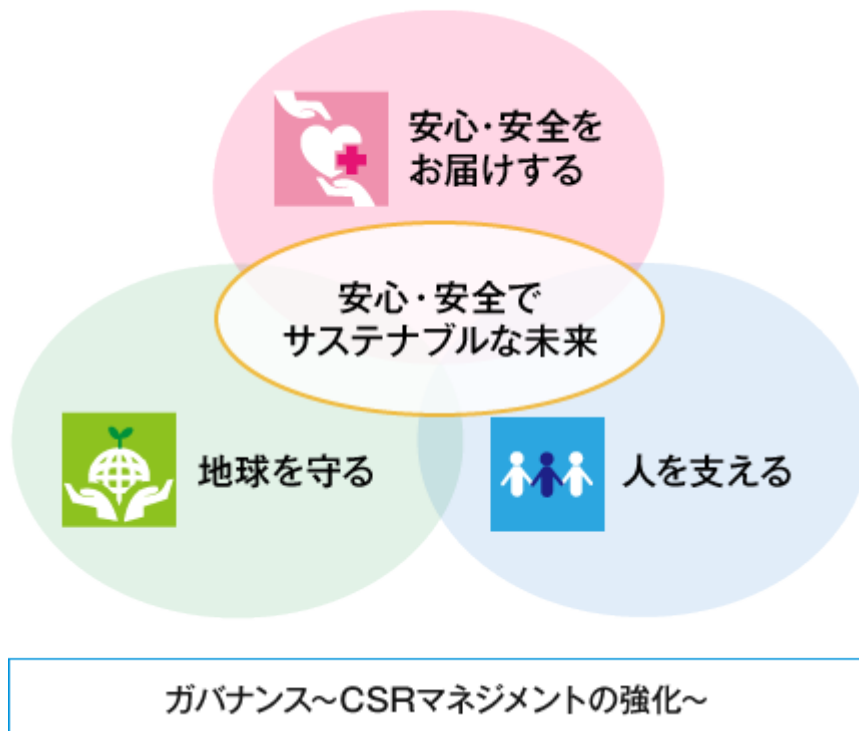 安心・安全を
お届けする
安心・安全で
サステナブルな未来
地球を守る
人を支える
ガバナンス〜CSRマネジメントの強化〜